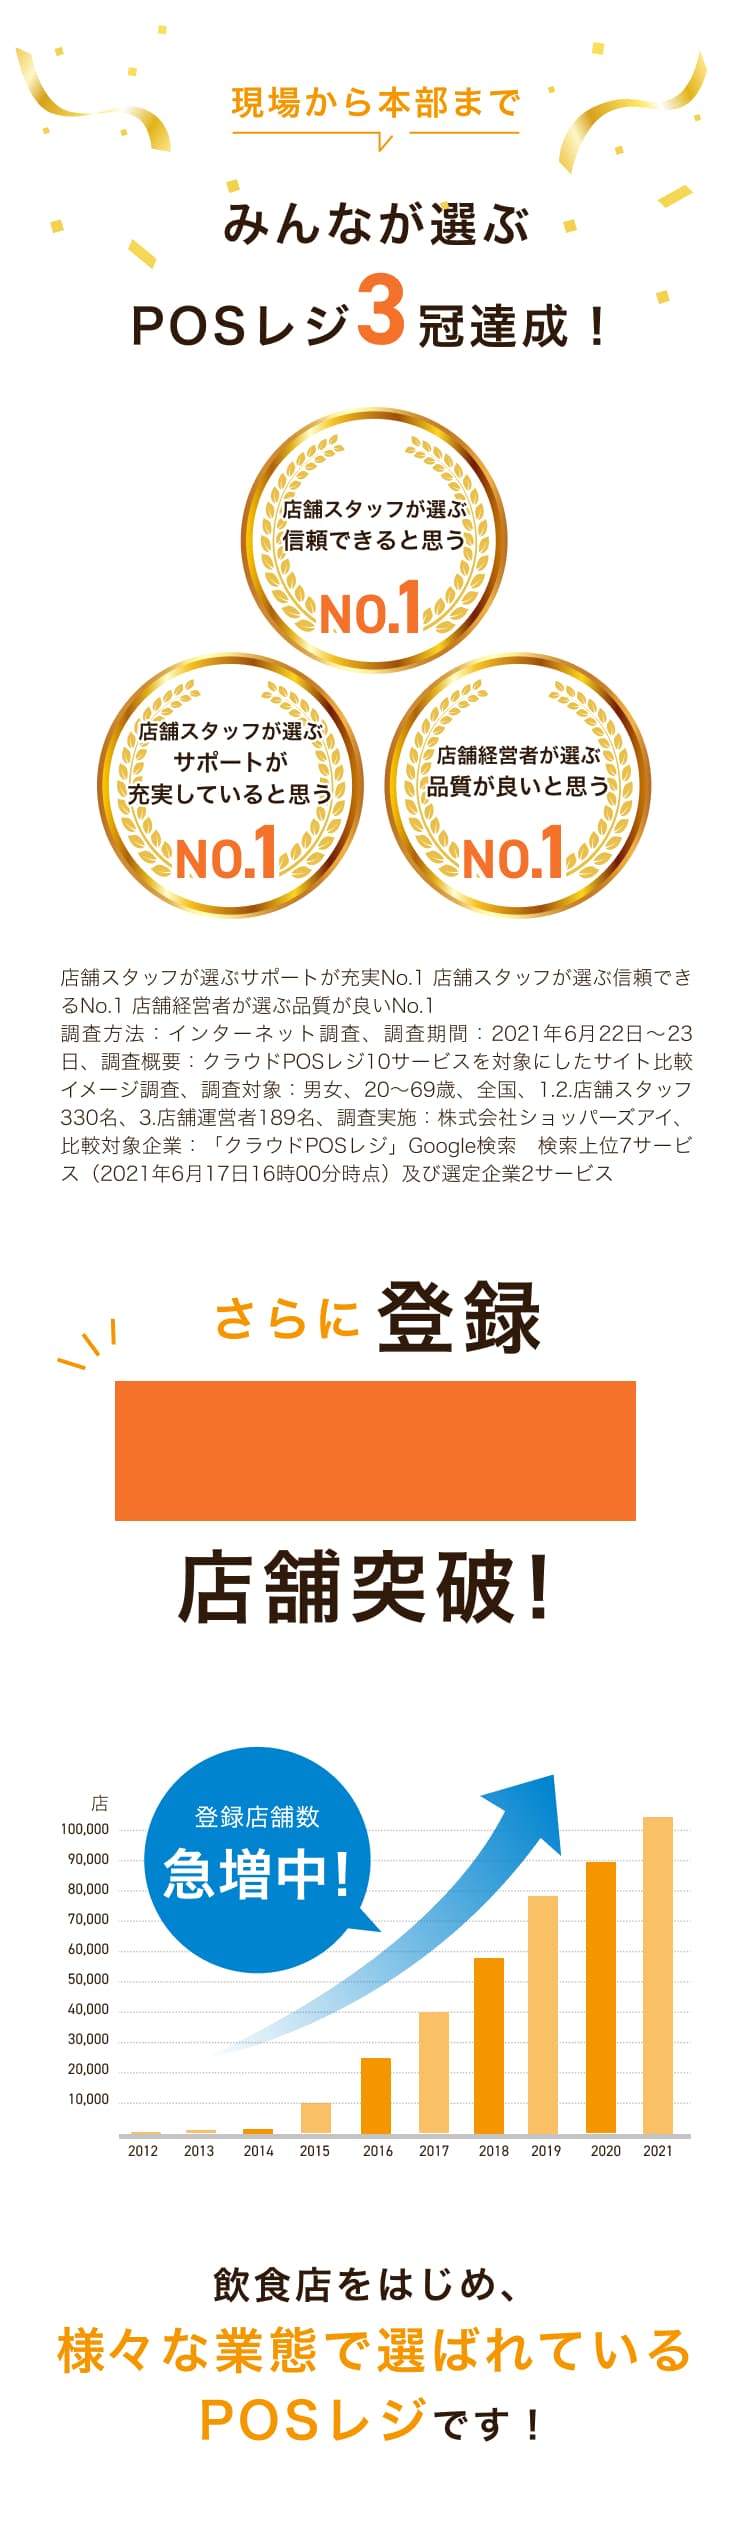 現場から本部まで
みんなが選ぶ
POSレジ3冠達成！
店舗スタッフが選ぶ
信頼できると思う
NO.1
店舗スタッフが選ぶ
サポートが
充実していると思う
NO.1
店舗経営者が選ぶ
品質が良いと思う
NO.1
店舗スタッフが選ぶサポートが充実No.1 店舗スタッフが選ぶ信頼でき
るNo.1 店舗経営者が選ぶ品質が良いNo.1
調査方法：インターネット調査、調査期間：2021年6月22日〜23
日、調査概要：クラウドPOSレジ10サービスを対象にしたサイト比較
イメージ調査、調査対象：男女、20〜69歳、全国、1.2.店舗スタッフ
330名、3.店舗運営者189名、調査実施：株式会社ショッパーズアイ、
比較対象企業：「クラウドPOSレジ」Google検索　検索上位7サービ
ス（2021年6月17日16時00分時点）及び選定企業2サービス
さらに 登録
店舗突破!
店
登録店舗数
急増中!
100,000
90,000
80,000
70,000
60,000
50,000
40,000
30,000
20,000
10,000
2012 2013 2014 2015 2016 2017 2018 2019 2020 2021
飲食店をはじめ、
様々な業態で選ばれている
POSレジです！